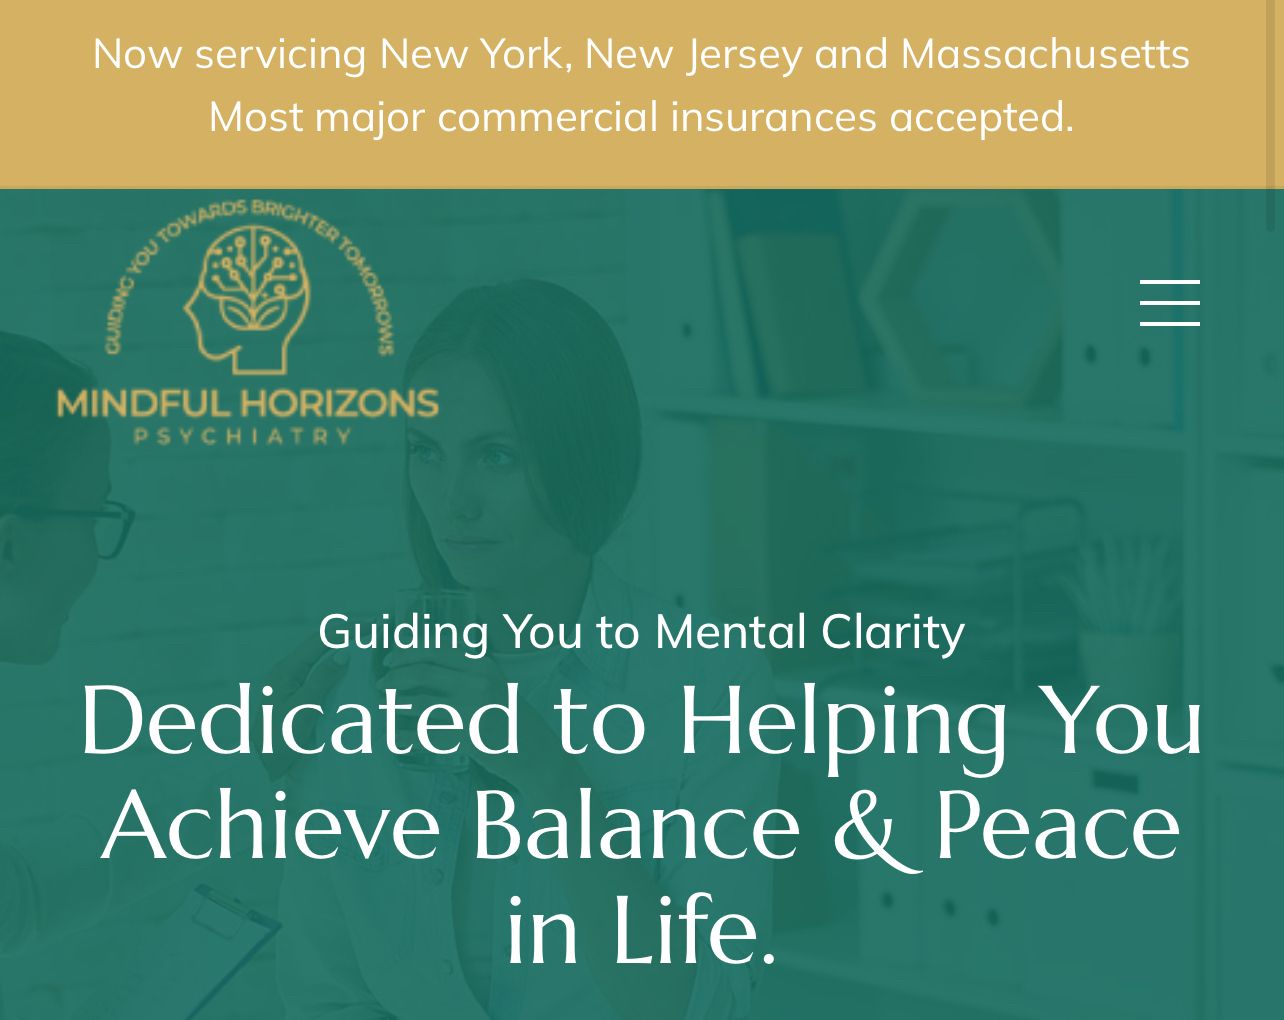 Now servicing New York, New Jersey and Massachusetts
Most major commercial insurances accepted.
GUIDING YOU TOWARDS BRIGHTER TOMORROWS
MINDFUL HORIZONS
PSYCHIATRY
Guiding You to Mental Clarity
Dedicated to Helping You
Achieve Balance & Peace
in Life.